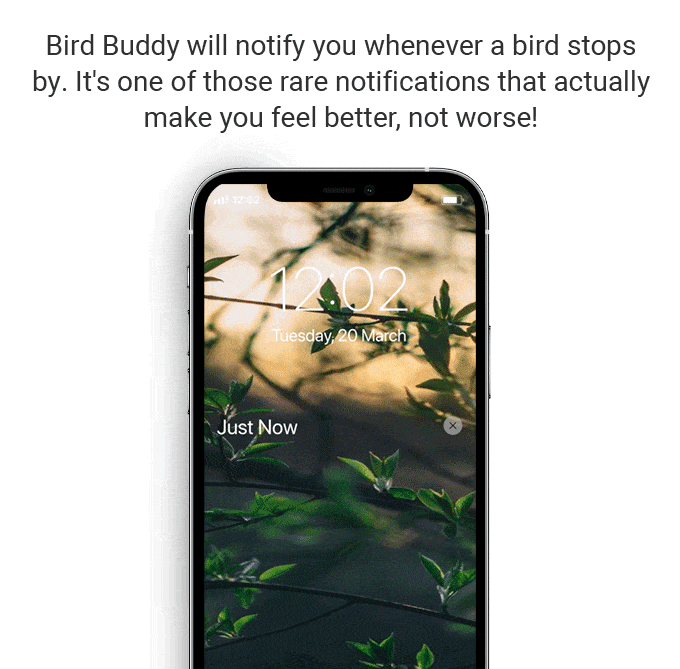 Bird Buddy will notify you whenever a bird stops
by. It's one of those rare notifications that actually
make you feel better, not worse!
12:02
12:02
Tuesday, 20 March
Just Now